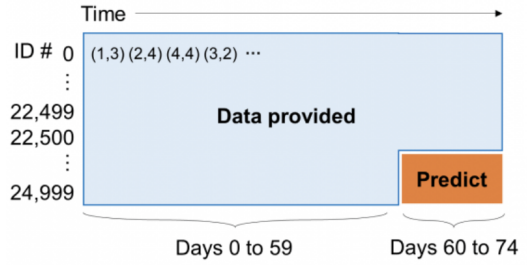 Time
ID # 0
(1,3) (2,4) (4,4) (3,2) ⋯
⋮
22,499
22,500
⋮
24,999
Data provided
Predict
Days 0 to 59
Days 60 to 74